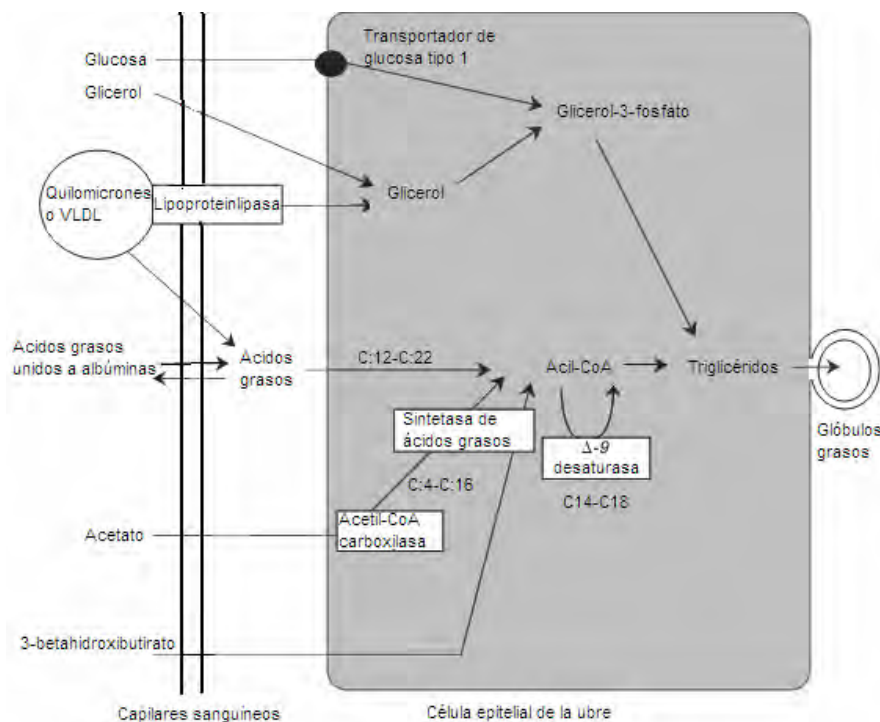 Transportador de
glucosa tipo 1
Glucosa
Glicerol
Glicerol-3-fosfato
Quilomicrones
o VLDL
Lipoproteinlipasa
Glicerol
Acidos grasos
unidos a albúminas
Acidos
grasos
C:12-C:22
Acil-CoA
Triglicéridos
Sintetasa de
ácidos grasos
Δ-9
desaturasa
Glóbulos
grasos
C:4-C:16
C14-C18
Acetato
Acetil-CoA
carboxilasa
3-betahidroxibutirato
Capilares sanguíneos
Célula epitelial de la ubre